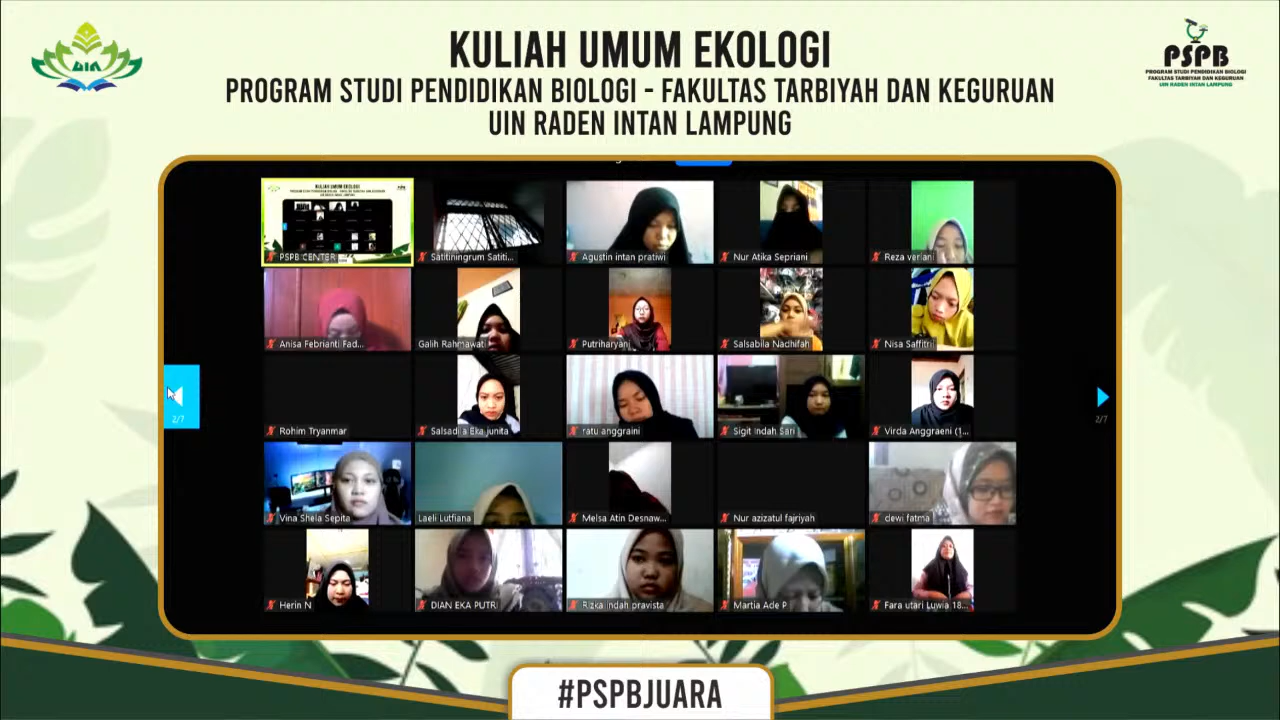 KULIAH UMUM EKOLOGI
PROGRAM STUDI PENDIDIKAN BIOLOGI - FAKULTAS TARBIYAH DAN KEGURUAN
UIN RADEN INTAN LAMPUNG
PSPB
PROGRAM STUDI PENDIDIKAN BIOLOGI
FAKULTAS TARBIYAH DAN KEGURUAN
UIN RADEN INTAN LAMPUNG
KULIAH UMUM EKOLOGI
PSPB CENTER
Satitiningrum Satiti...
Agustin intan pratiwi
Nur Atika Sepriani
Reza veriani
Anisa Febrianti Fad...
Galih Rahmawati
Putriharyani
Salsabila Nadhifah
Nisa Saffitri
Rohim Tryanmar
Salsadila Eka junita
ratu anggraini
Sigit Indah Sari
Virda Anggraeni (1...
2/7
2/7
Vina Shela Sepita
Laeli Lutfiana
Melsa Atin Desnaw...
Nur azizatul fajriyah
dewi fatma
Herin N
DIAN EKA PUTRI
Rizka indah pravista
Martia Ade P
Fara utari Luwia 18...
#PSPBJUARA